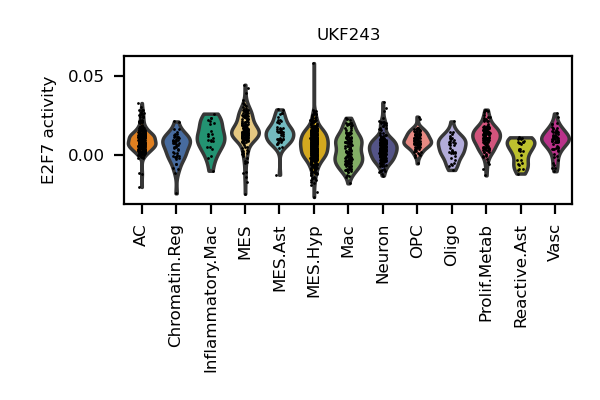 UKF243
E2F7 activity
0.05
0.00
AC
Chromatin.Reg
Inflammatory.Mac
MES
MES.Ast
MES.Hyp
Mac
Neuron
OPC
Oligo
Prolif.Metab
Reactive.Ast
Vasc